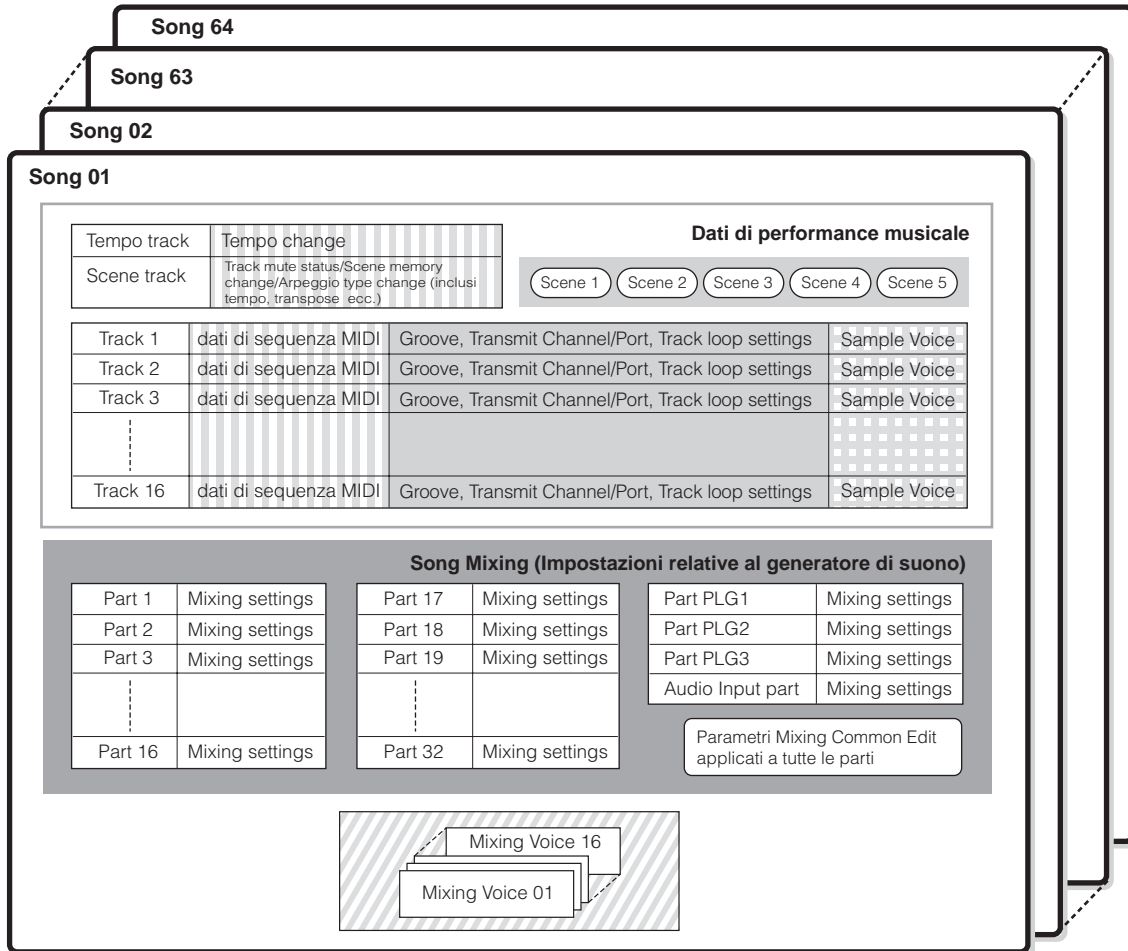 Song 64
Song 63
Song 02
Song 01
Dati di performance musicale
Tempo track Tempo change
Scene track Track mute status/Scene memory
change/Arpeggio type change (inclusi
tempo, transpose ecc.)
Scene 1 Scene 2 Scene 3 Scene 4 Scene 5
Track 1 dati di sequenza MIDI Groove, Transmit Channel/Port, Track loop settings Sample Voice
Track 2 dati di sequenza MIDI Groove, Transmit Channel/Port, Track loop settings Sample Voice
Track 3 dati di sequenza MIDI Groove, Transmit Channel/Port, Track loop settings Sample Voice
Track 16 dati di sequenza MIDI Groove, Transmit Channel/Port, Track loop settings Sample Voice
Song Mixing (Impostazioni relative al generatore di suono)
Part 1 Mixing settings Part 17 Mixing settings Part PLG1 Mixing settings
Part 2 Mixing settings Part 18 Mixing settings Part PLG2 Mixing settings
Part 3 Mixing settings Part 19 Mixing settings Part PLG3 Mixing settings
Audio Input part Mixing settings
Part 16 Mixing settings Part 32 Mixing settings
Parametri Mixing Common Edit
applicati a tutte le parti
Mixing Voice 16
Mixing Voice 01